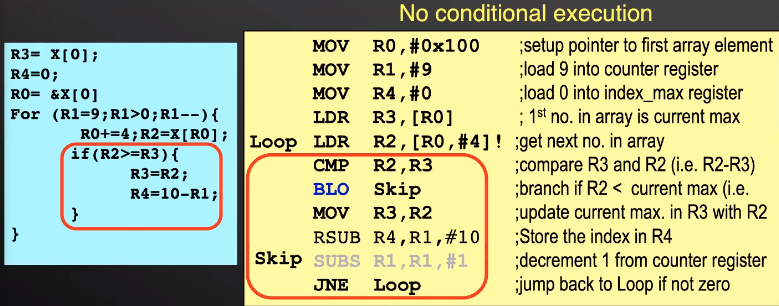 No conditional execution
R3= X[0];
R4=0;
R0= &X[0]
For (R1=9;R1>0;R1--){
R0+=4;R2=X[R0];
if(R2>=R3){
R3=R2;
R4=10-R1;
}
}
MOV R0,#0x100 ;setup pointer to first array element
MOV R1,#9 ;load 9 into counter register
MOV R4,#0 ;load 0 into index_max register
LDR R3,[R0] ; 1st no. in array is current max
Loop LDR R2,[R0,#4]! ;get next no. in array
CMP R2,R3 ;compare R3 and R2 (i.e. R2-R3)
BLO Skip ;branch if R2 < current max (i.e.
MOV R3,R2 ;update current max. in R3 with R2
RSUB R4,R1,#10 ;Store the index in R4
Skip SUBS R1,R1,#1 ;decrement 1 from counter register
JNE Loop ;jump back to Loop if not zero